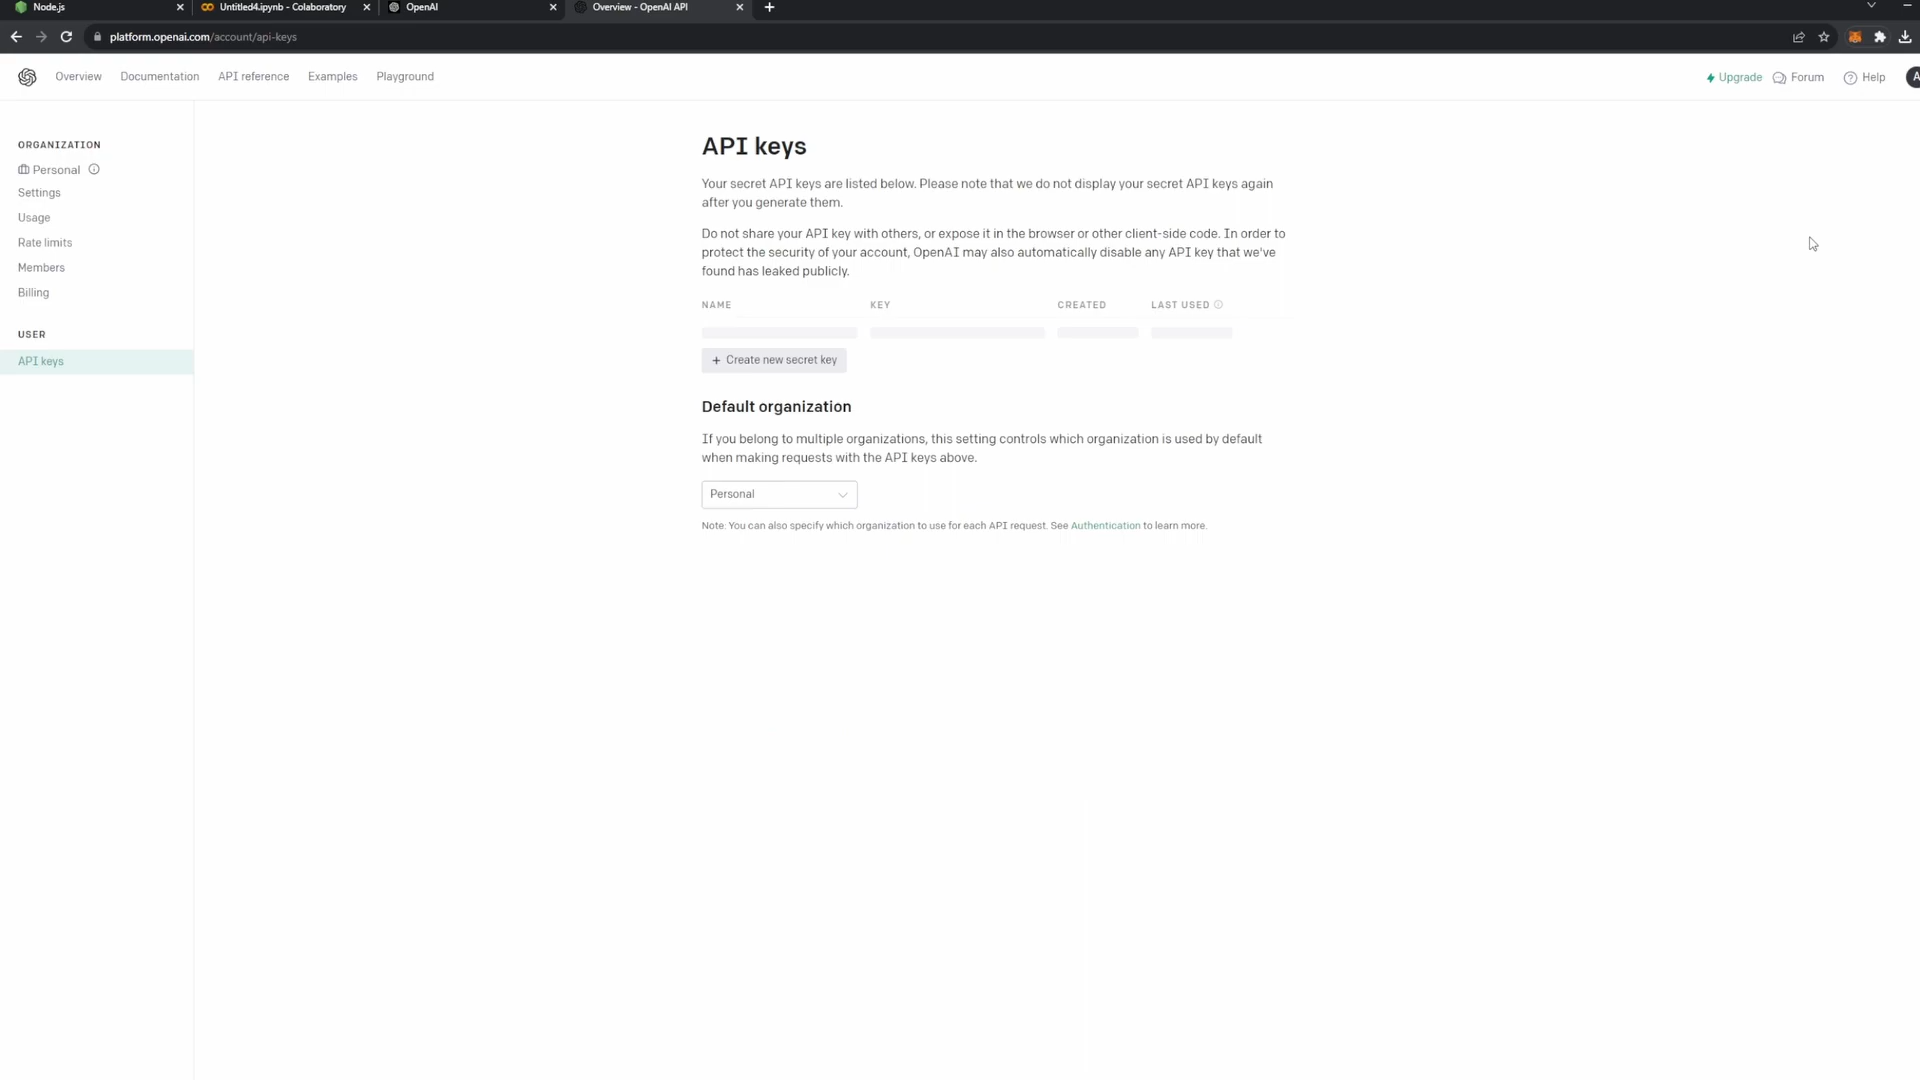 Node.js
Untitled4.ipynb - Colaboratory
OpenAI
Overview - OpenAI API
platform.openai.com/account/api-keys
Overview
Documentation
API reference
Examples
Playground
Upgrade
Forum
Help
A
ORGANIZATION
Personal
Settings
Usage
Rate limits
Members
Billing
USER
API keys
API keys
Your secret API keys are listed below. Please note that we do not display your secret API keys again
after you generate them.
Do not share your API key with others, or expose it in the browser or other client-side code. In order to
protect the security of your account, OpenAI may also automatically disable any API key that we've
found has leaked publicly.
NAME KEY CREATED LAST USED
+ Create new secret key
Default organization
If you belong to multiple organizations, this setting controls which organization is used by default
when making requests with the API keys above.
Personal
Note: You can also specify which organization to use for each API request. See Authentication to learn more.